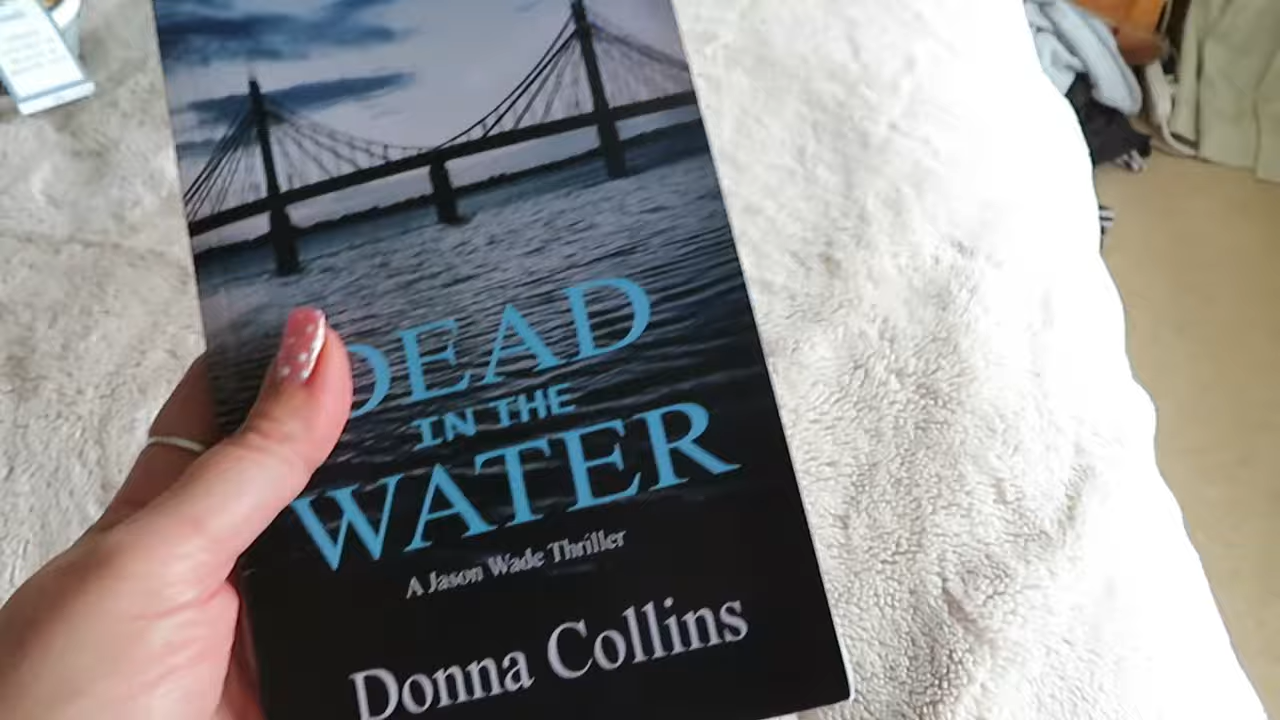 DEAD
IN THE
WATER
A Jason Wade Thriller
Donna Collins